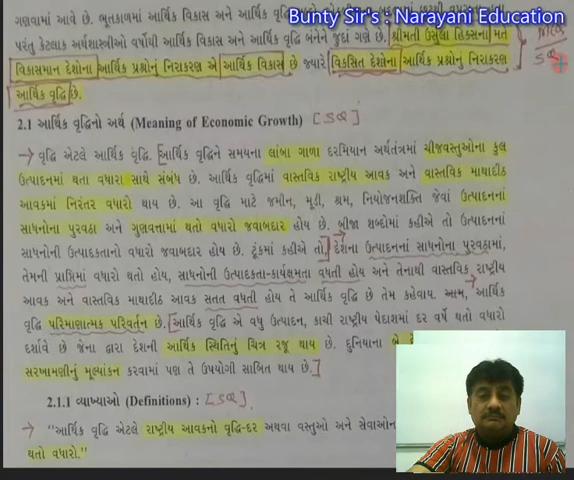 Bunty Sir's : Narayani Education
ગણવામાં આવે છે. ભૂતકાળમાં આર્થિક વિકાસ અને આર્થિક
પરંતુ કેટલાક અર્થશાસ્ત્રીઓ વર્ષોથી આર્થિક વિકાસ અને આર્થિક વૃદ્ધિ બંનેને જુદાં ગણે છે. શ્રીમતી ઉર્સુલા હિક્સના મતે
વિકાસમાન દેશોના આર્થિક પ્રશ્નોનું નિરાકરણ એ આર્થિક વિકાસ છે જ્યારે વિકસિત દેશોના આર્થિક પ્રશ્નોનું નિરાકરણ
SQ
આર્થિક વૃદ્ધિ છે.
2.1 આર્થિક વૃદ્ધિનો અર્થ (Meaning of Economic Growth) [SQ]
→ વૃદ્ધિ એટલે આર્થિક વૃદ્ધિ. [આર્થિક વૃદ્ધિને સમયના લાંબા ગાળા દરમિયાન અર્થતંત્રમાં ચીજવસ્તુઓના કુલ
ઉત્પાદનમાં થતા વધારા સાથે સંબંધ છે. આર્થિક વૃદ્ધિમાં વાસ્તવિક રાષ્ટ્રીય આવક અને વાસ્તવિક માથાદીઠ
આવકમાં નિરંતર વધારો થાય છે. આ વૃદ્ધિ માટે જમીન, મૂડી, શ્રમ, નિયોજનશક્તિ જેવાં ઉત્પાદનનાં
સાધનોના પુરવઠા અને ગુણવત્તામાં થતો વધારો જવાબદાર હોય છે. બીજા શબ્દોમાં કહીએ તો ઉત્પાદનનાં
સાધનોની ઉત્પાદકતાનો વધારો જવાબદાર હોય છે. ટૂંકમાં કહીએ તો,] દેશના ઉત્પાદનનાં સાધનોના પુરવઠામાં,
તેમની પ્રાપ્તિમાં વધારો થતો હોય, સાધનોની ઉત્પાદકતા-કાર્યક્ષમતા વધતી હોય અને તેનાથી વાસ્તવિક રાષ્ટ્રીય
આવક અને વાસ્તવિક માથાદીઠ આવક સતત વધતી હોય તે આર્થિક વૃદ્ધિ છે તેમ કહેવાય. આમ, આર્થિક
વૃદ્ધિ પરિમાણાત્મક પરિવર્તન છે. [આર્થિક વૃદ્ધિ એ વધુ ઉત્પાદન, કાચી રાષ્ટ્રીય પેદાશમાં દર વર્ષે થતો વધારો
દર્શાવે છે જેના દ્વારા દેશની આર્થિક સ્થિતિનું ચિત્ર રજૂ થાય છે. દુનિયાના બે
સરખામણીનું મૂલ્યાંકન કરવામાં પણ તે ઉપયોગી સાબિત થાય છે.]
2.1.1 વ્યાખ્યાઓ (Definitions) : [SQ]
→ "આર્થિક વૃદ્ધિ એટલે રાષ્ટ્રીય આવકનો વૃદ્ધિ-દર અથવા વસ્તુઓ અને સેવાઓન
થતો વધારો."